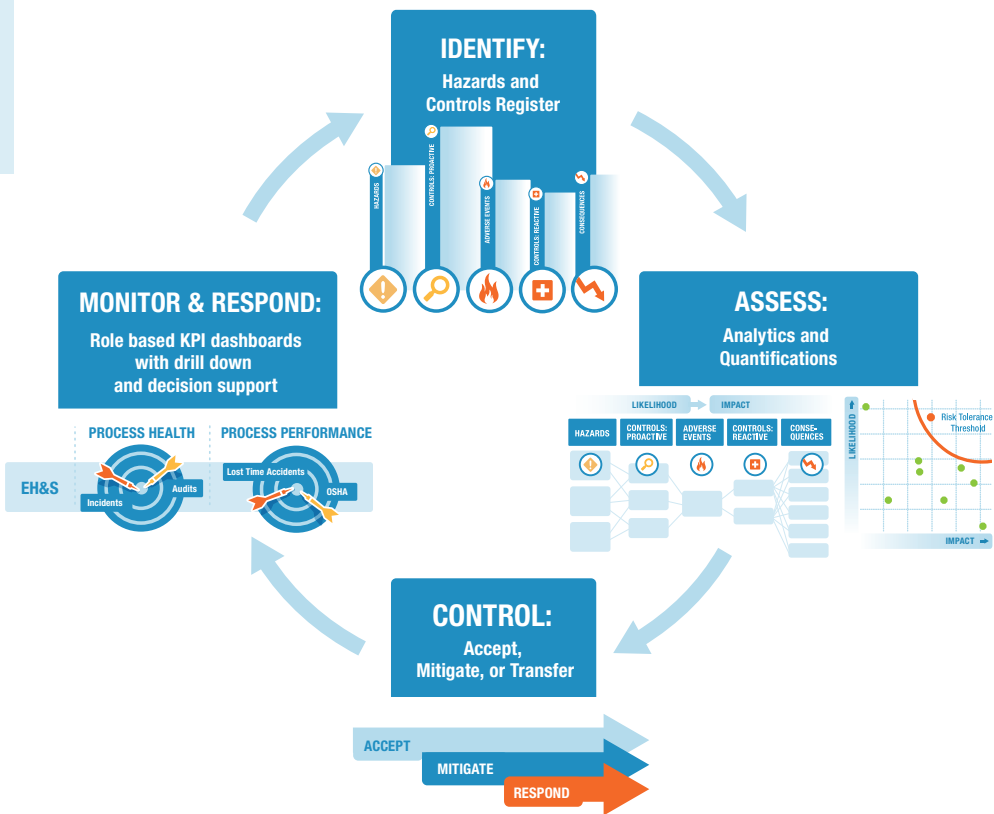 IDENTIFY:
Hazards and
Controls Register
HAZARDS
CONTROLS: PROACTIVE
ADVERSE EVENTS
CONTROLS: REACTIVE
CONSEQUENCES
MONITOR & RESPOND:
Role based KPI dashboards
with drill down
and decision support
PROCESS HEALTH
PROCESS PERFORMANCE
EH&S
Incidents
Audits
Lost Time Accidents
OSHA
ASSESS:
Analytics and
Quantifications
LIKELIHOOD
IMPACT
HAZARDS
CONTROLS:
PROACTIVE
ADVERSE
EVENTS
CONTROLS:
REACTIVE
CONSE-
QUENCES
LIKELIHOOD
Risk Tolerance
Threshold
IMPACT
CONTROL:
Accept,
Mitigate, or Transfer
ACCEPT
MITIGATE
RESPOND